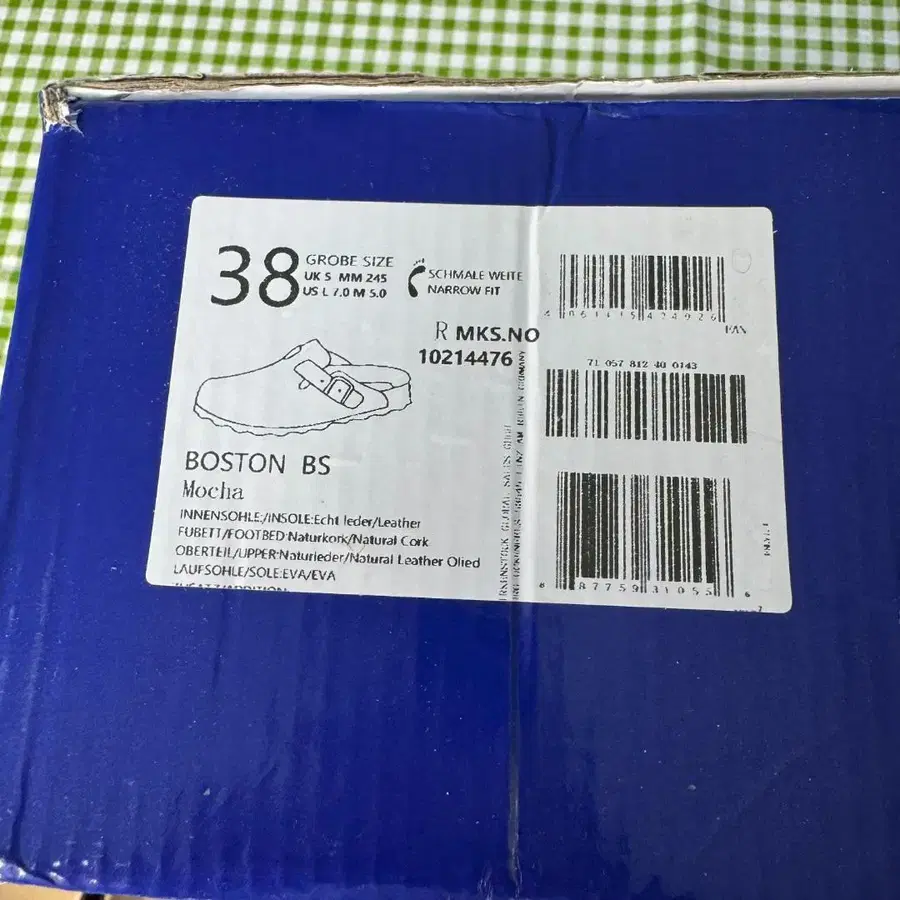 38
GROBE SIZE
UK S MM 245
US L 7.0 M 5.0
SCHMALE WEITE
NARROW FIT
R MKS.NO
10214476
BOSTON BS
Mocha
INNENSOHLE:/INSOLE:Echt leder/Leather
FUBETT/FOOTBED:Naturkork/Natural Cork
OBERTEIL/UPPER:Naturieder/Natural Leather Olied
LAUFSOHLE/SOLE:EVA/EVA
EAN
71 057 812 40 0143